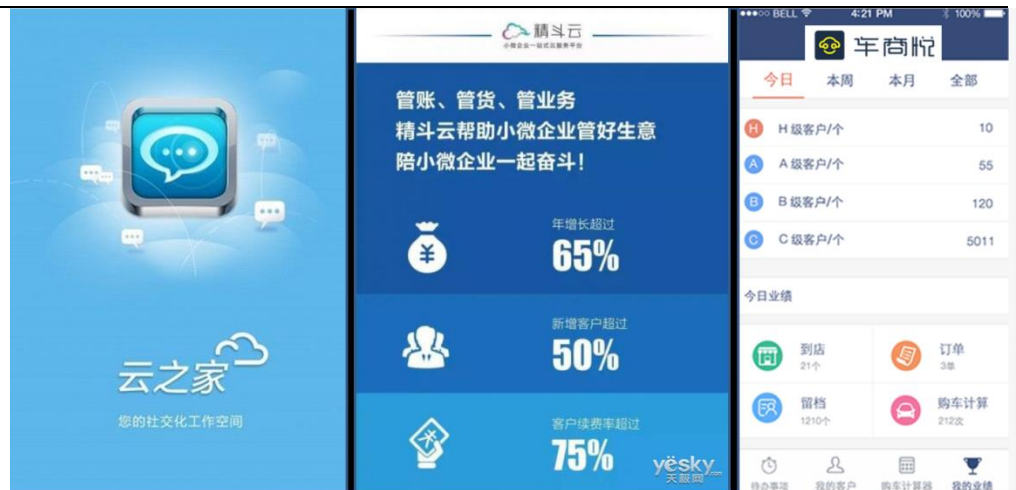 云之家
您的社交化工作空间
精斗云
小微企业一站式云服务平台
管账、管货、管业务
精斗云帮助小微企业管好生意
陪小微企业一起奋斗!
年增长超过
65%
新增客户超过
50%
客户续费率超过
75%
yesky.com
天极网
BELL 4:21 PM 100%
车商悦
今日 本周 本月 全部
H H 级客户/个 10
A A 级客户/个 55
B B 级客户/个 120
C C 级客户/个 5011
今日业绩
到店 订单
21个 3单
留档 购车计算
1210个 212次
待办事项 我的客户 购车计算器 我的业绩